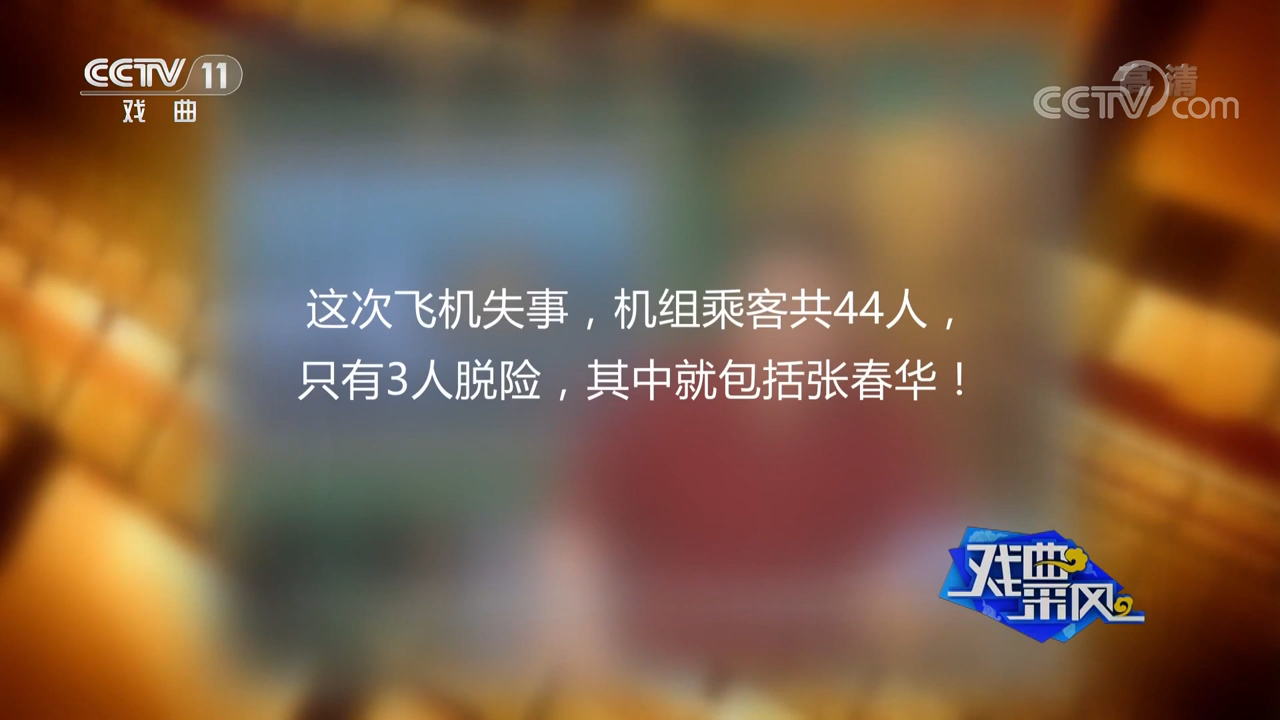 CCTV 11
戏曲
高清
CCTV.com
这次飞机失事，机组乘客共44人，
只有3人脱险，其中就包括张春华！
戏曲采风